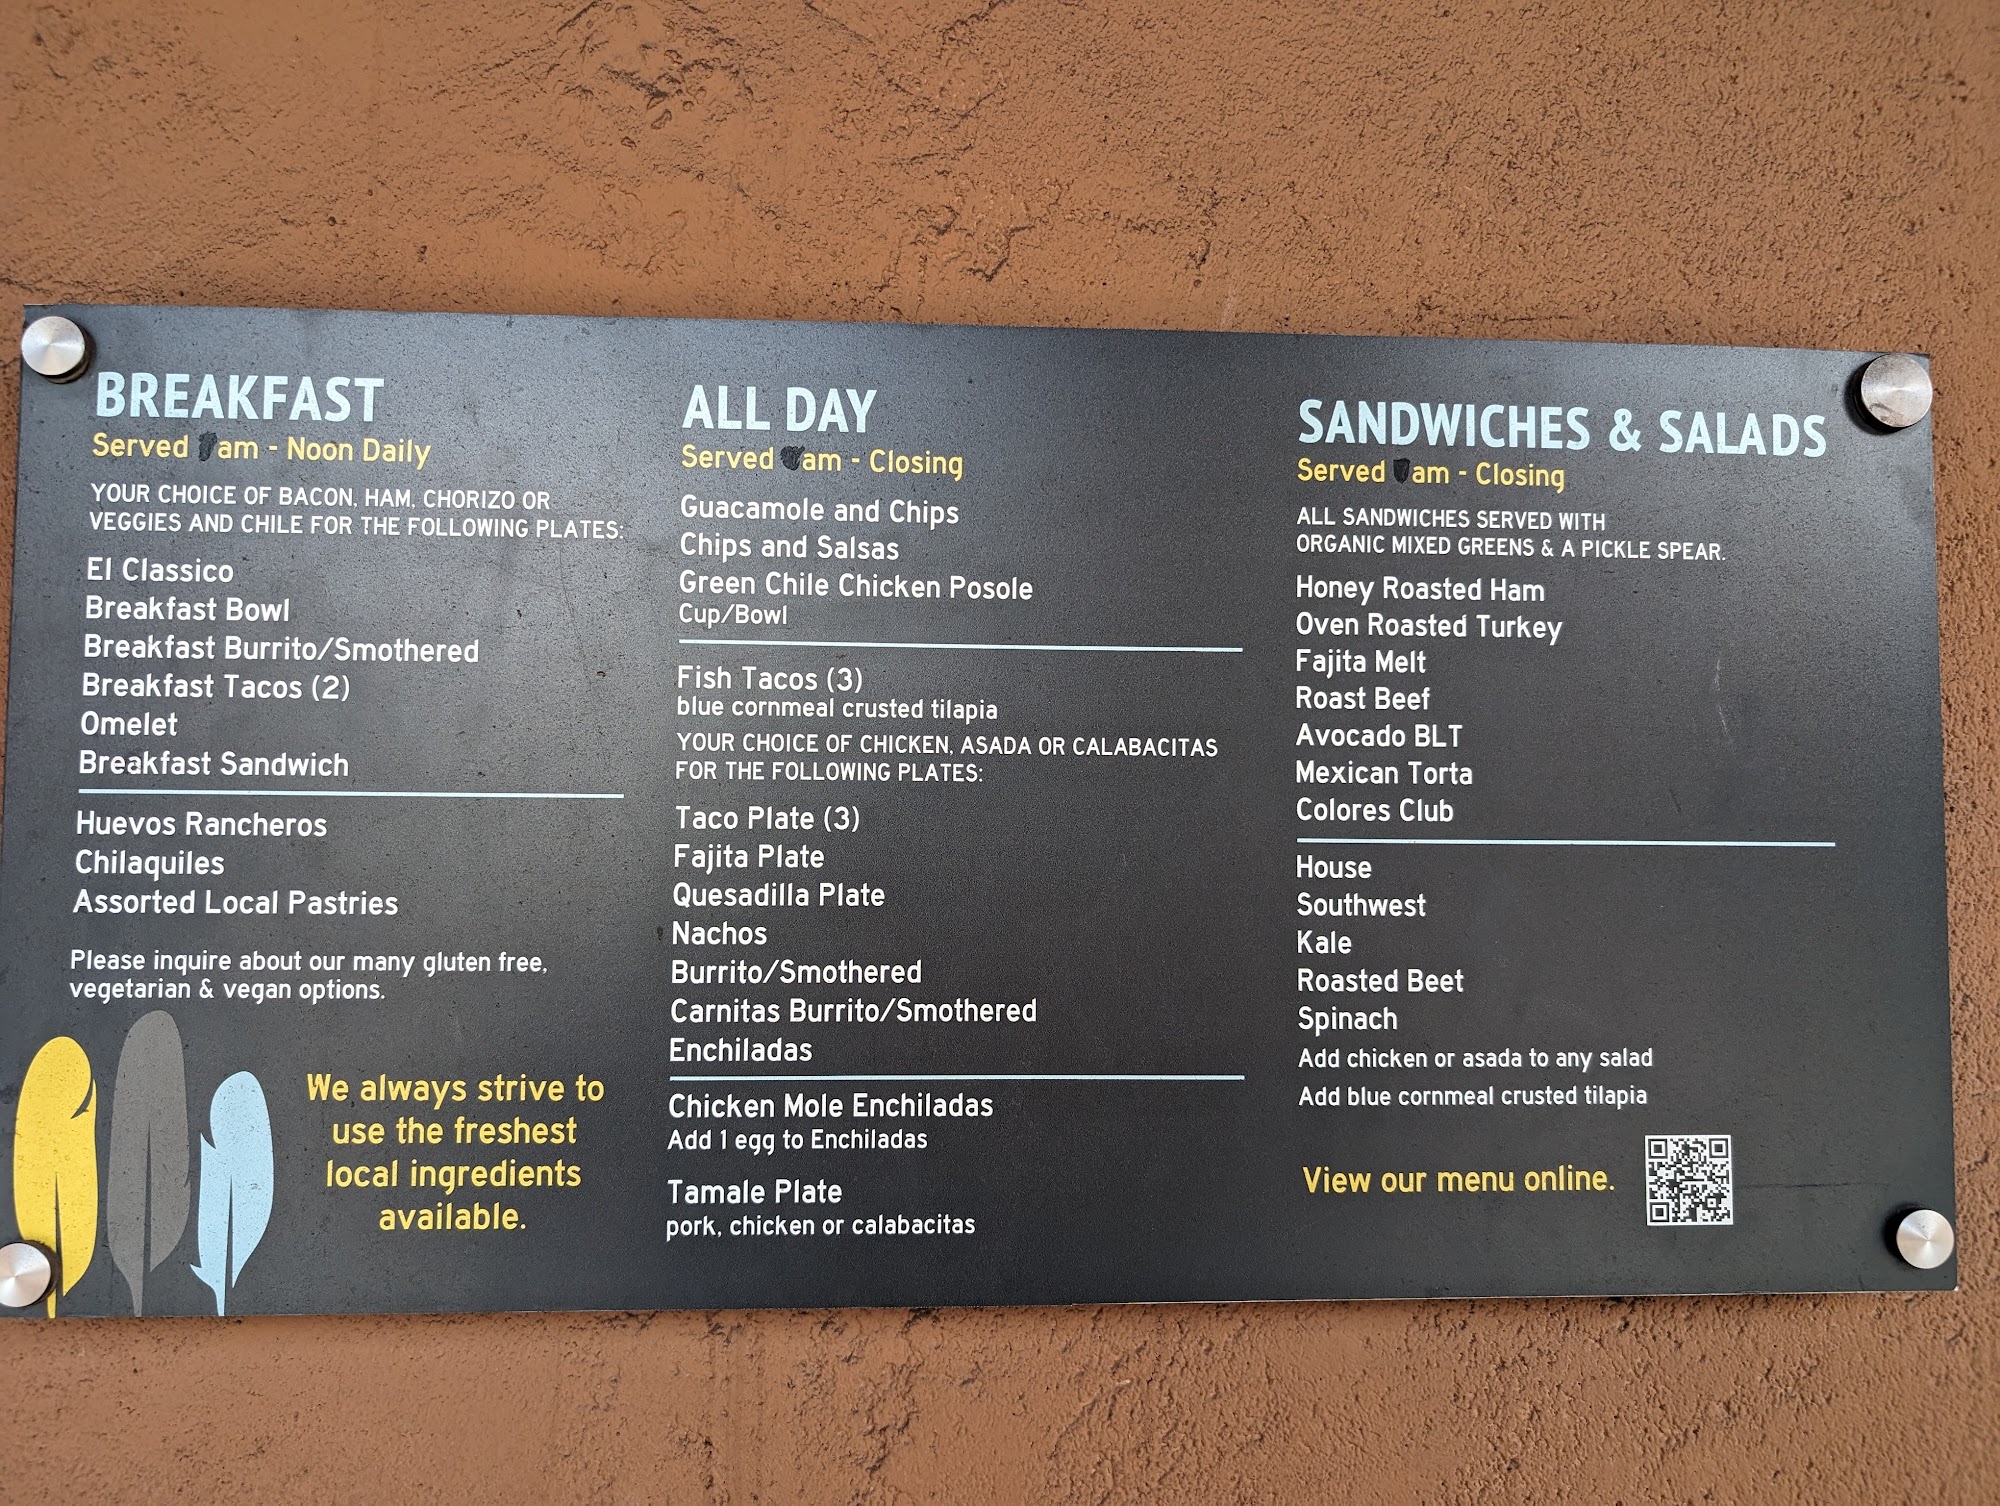 BREAKFAST
Served am - Noon Daily
YOUR CHOICE OF BACON, HAM, CHORIZO OR
VEGGIES AND CHILE FOR THE FOLLOWING PLATES:
El Classico
Breakfast Bowl
Breakfast Burrito/Smothered
Breakfast Tacos (2)
Omelet
Breakfast Sandwich
Huevos Rancheros
Chilaquiles
Assorted Local Pastries
Please inquire about our many gluten free,
vegetarian & vegan options.
We always strive to
use the freshest
local ingredients
available.
ALL DAY
Served am - Closing
Guacamole and Chips
Chips and Salsas
Green Chile Chicken Posole
Cup/Bowl
Fish Tacos (3)
blue cornmeal crusted tilapia
YOUR CHOICE OF CHICKEN, ASADA OR CALABACITAS
FOR THE FOLLOWING PLATES:
Taco Plate (3)
Fajita Plate
Quesadilla Plate
Nachos
Burrito/Smothered
Carnitas Burrito/Smothered
Enchiladas
Chicken Mole Enchiladas
Add 1 egg to Enchiladas
Tamale Plate
pork, chicken or calabacitas
SANDWICHES & SALADS
Served am - Closing
ALL SANDWICHES SERVED WITH
ORGANIC MIXED GREENS & A PICKLE SPEAR.
Honey Roasted Ham
Oven Roasted Turkey
Fajita Melt
Roast Beef
Avocado BLT
Mexican Torta
Colores Club
House
Southwest
Kale
Roasted Beet
Spinach
Add chicken or asada to any salad
Add blue cornmeal crusted tilapia
View our menu online.